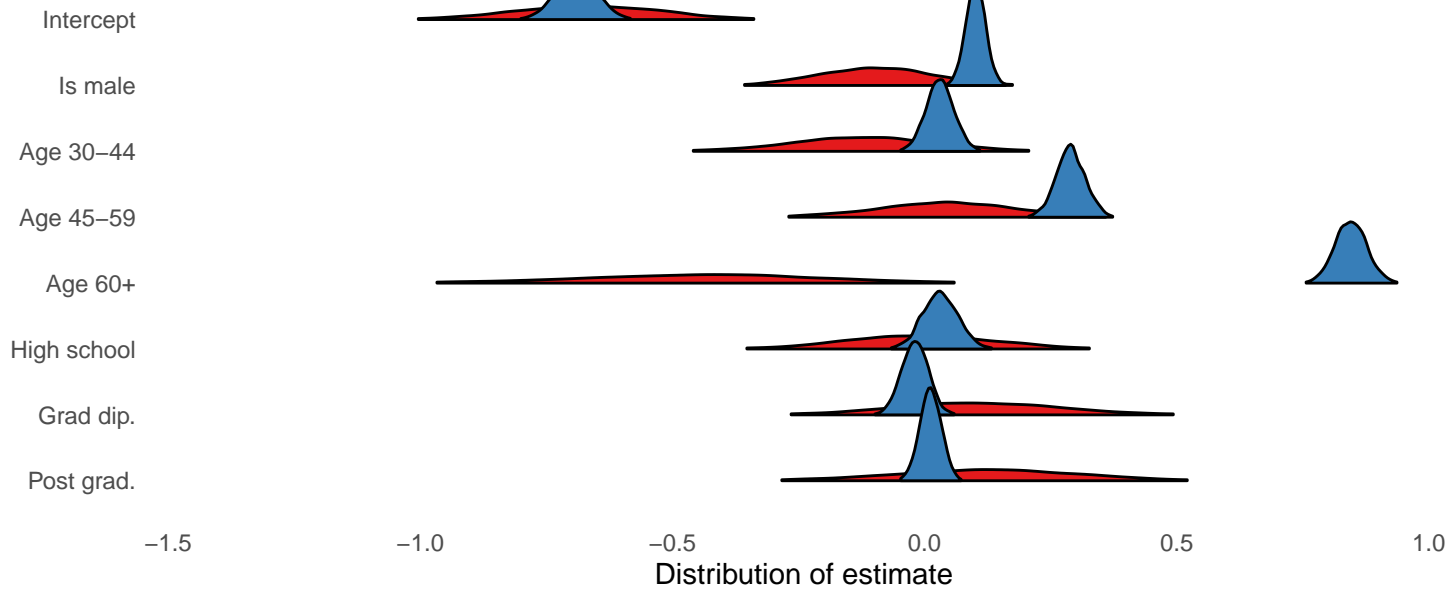 Intercept
Is male
Age 30−44
Age 45−59
Age 60+
High school
Grad dip.
Post grad.
−1.5 −1.0 −0.5 0.0 0.5 1.0
Distribution of estimate